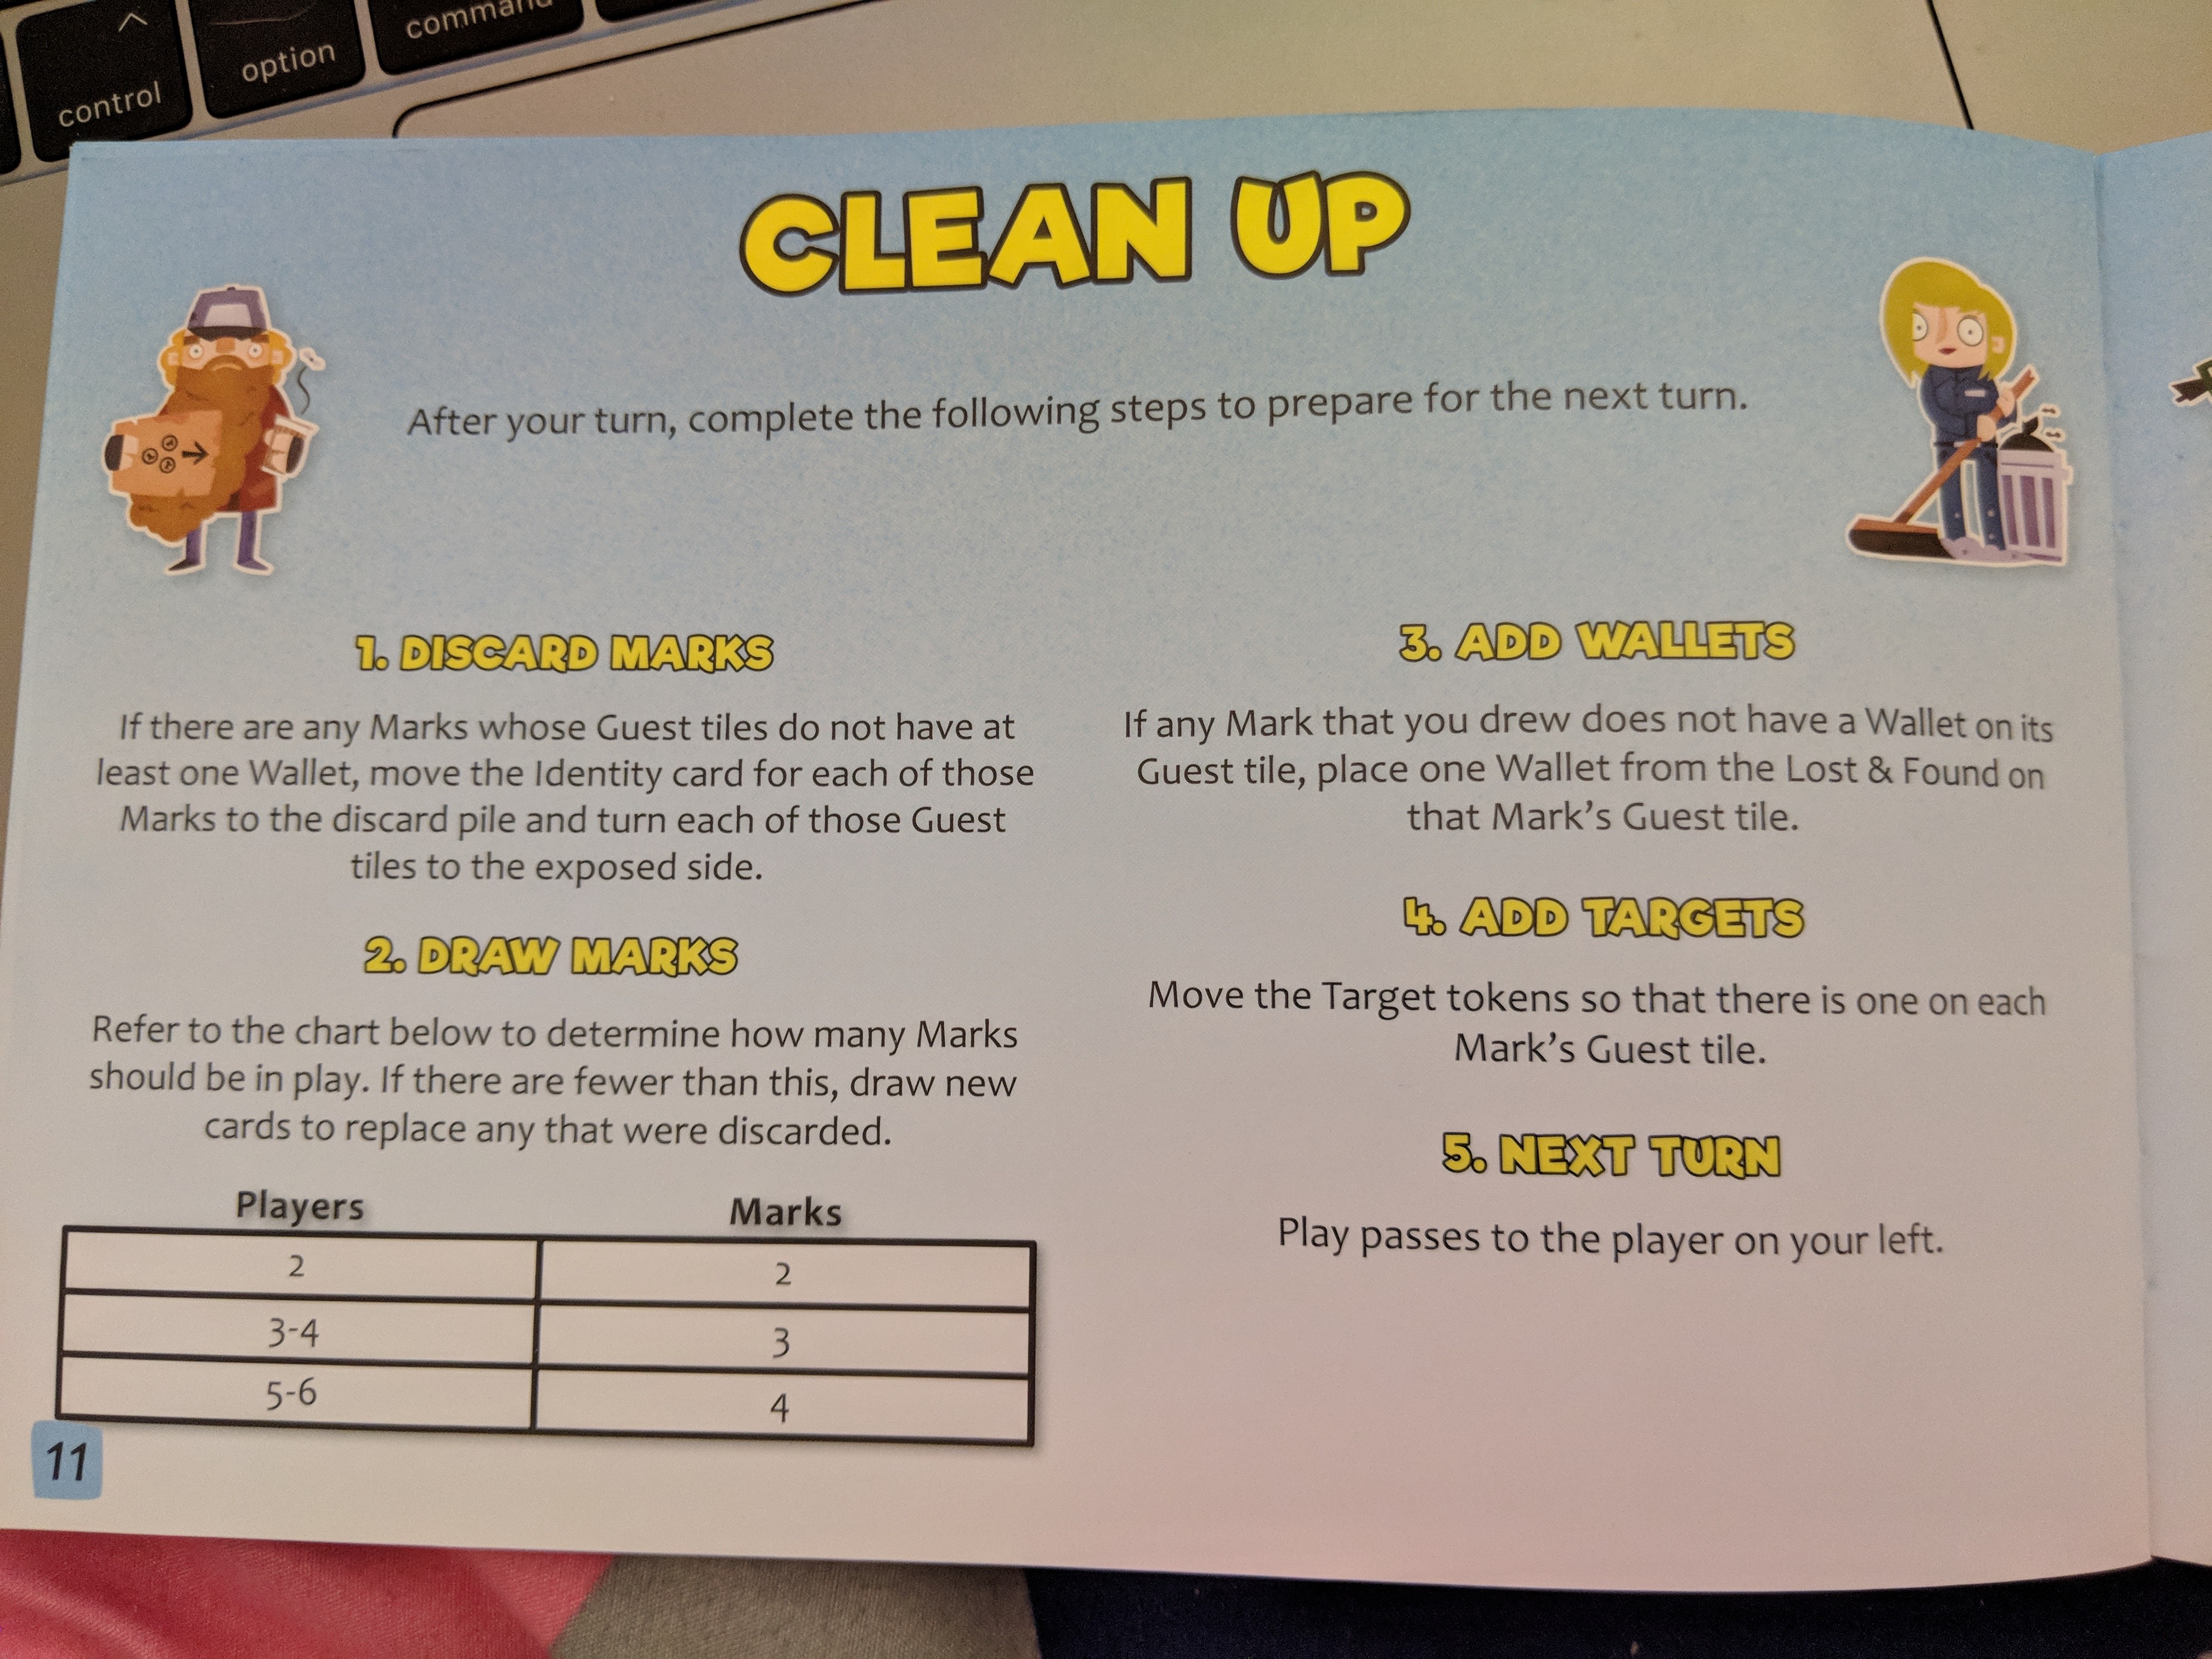 control
option
command
CLEAN UP
After your turn, complete the following steps to prepare for the next turn.
1. DISCARD MARKS
If there are any Marks whose Guest tiles do not have at
least one Wallet, move the Identity card for each of those
Marks to the discard pile and turn each of those Guest
tiles to the exposed side.
2. DRAW MARKS
Refer to the chart below to determine how many Marks
should be in play. If there are fewer than this, draw new
cards to replace any that were discarded.
Players Marks
2 2
3-4 3
5-6 4
11
3. ADD WALLETS
If any Mark that you drew does not have a Wallet on its
Guest tile, place one Wallet from the Lost & Found on
that Mark's Guest tile.
4. ADD TARGETS
Move the Target tokens so that there is one on each
Mark's Guest tile.
5. NEXT TURN
Play passes to the player on your left.